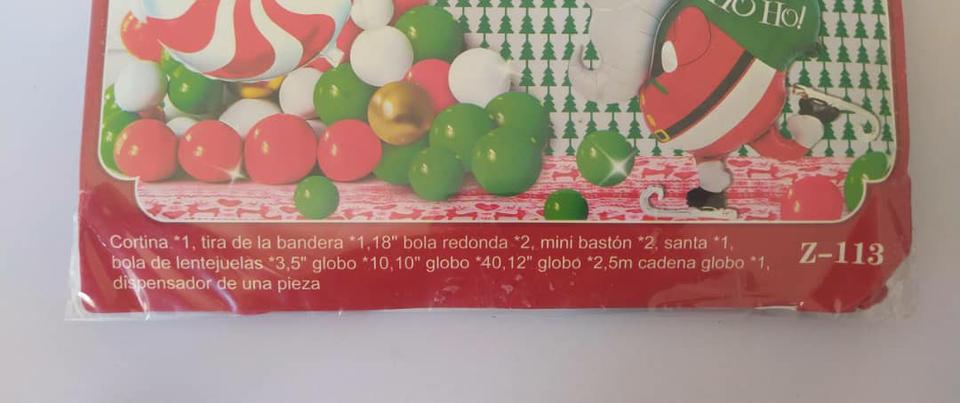 HO!
Cortina *1, tira de la bandera *1,18" bola redonda *2, mini bastón *2, santa *1,
bola de lentejuelas *3,5" globo *10,10" globo *40,12" globo *2,5m cadena globo *1,
dispensador de una pieza
Z-113